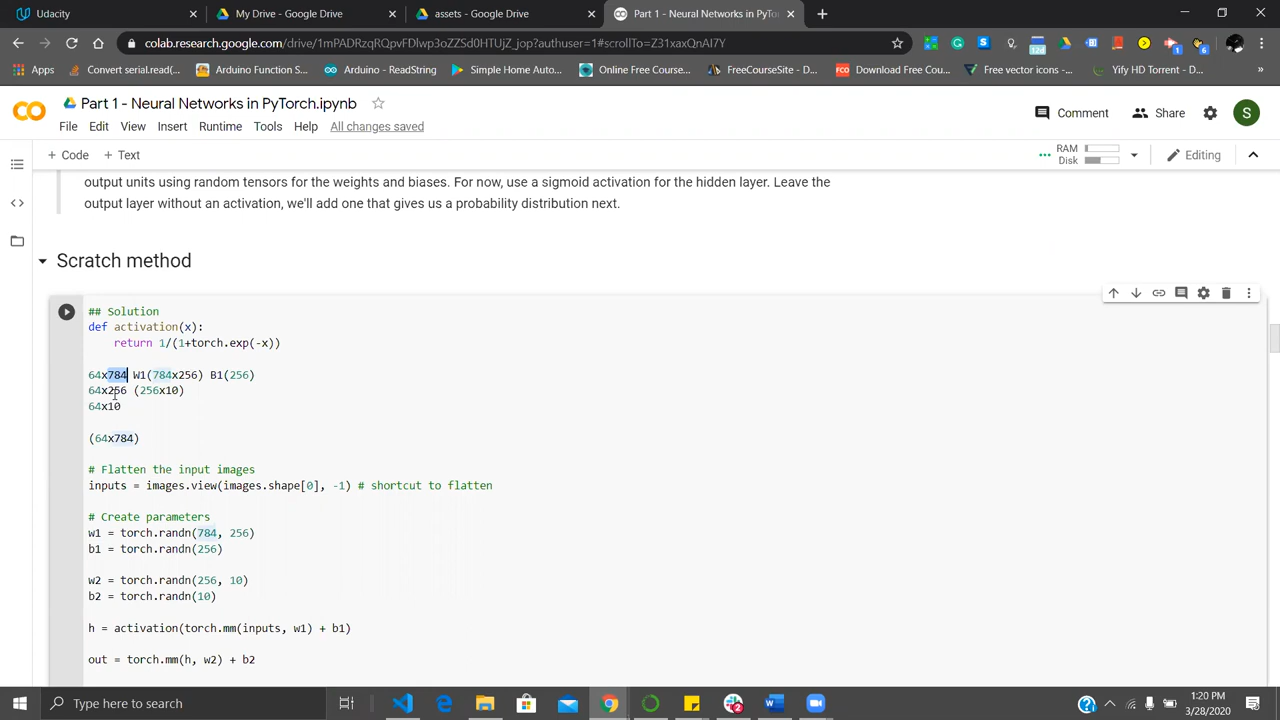 Udacity
My Drive - Google Drive
assets - Google Drive
Part 1 - Neural Networks in PyTo
colab.research.google.com/drive/1mPADRzqRQpvFDlwp3oZZSd0HTUjZ_jop?authuser=1#scrollTo=Z31xaxQnAI7Y
Apps
Convert serial.read(...
Arduino Function S...
Arduino - ReadString
Simple Home Auto...
Online Free Course...
FreeCourseSite - D...
Download Free Cou...
Free vector icons -...
Yify HD Torrent - D...
Part 1 - Neural Networks in PyTorch.ipynb
Comment
Share
S
File Edit View Insert Runtime Tools Help All changes saved
+ Code + Text
RAM
Disk
Editing
output units using random tensors for the weights and biases. For now, use a sigmoid activation for the hidden layer. Leave the
output layer without an activation, we'll add one that gives us a probability distribution next.
Scratch method
## Solution
def activation(x):
return 1/(1+torch.exp(-x))
64x784 W1(784x256) B1(256)
64x256 (256x10)
64x10
(64x784)
# Flatten the input images
inputs = images.view(images.shape[0], -1) # shortcut to flatten
# Create parameters
w1 = torch.randn(784, 256)
b1 = torch.randn(256)
w2 = torch.randn(256, 10)
b2 = torch.randn(10)
h = activation(torch.mm(inputs, w1) + b1)
out = torch.mm(h, w2) + b2
Type here to search
1:20 PM
3/28/2020